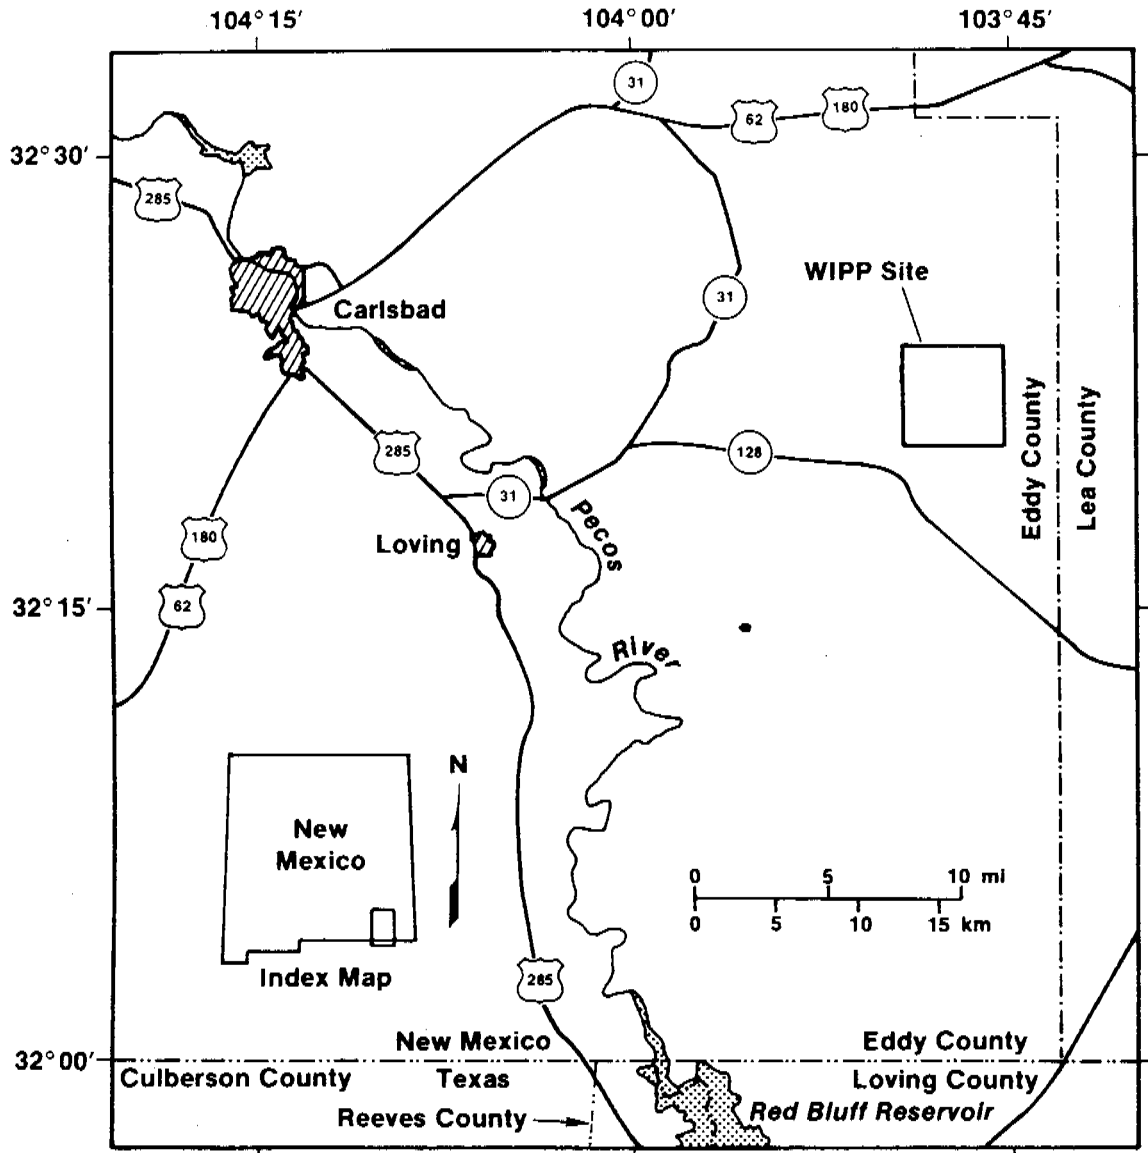 104°15′ 104°00′ 103°45′
31
62 180
32°30′
285
WIPP Site
31
Carlsbad
Eddy County
Lea County
285
128
31
Pecos
180
Loving
32°15′
62
River
N
New
Mexico
0 5 10 mi
0 5 10 15 km
Index Map
285
New Mexico Eddy County
32°00′
Culberson County Texas Loving County
Reeves County Red Bluff Reservoir